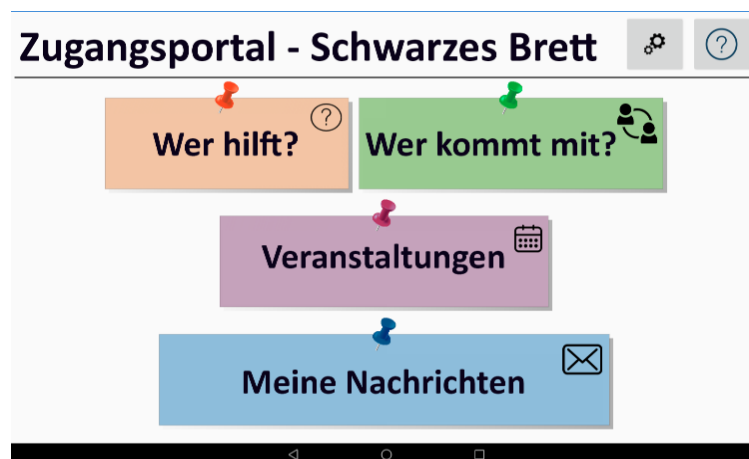 Zugangsportal - Schwarzes Brett
Wer hilft?
Wer kommt mit?
Veranstaltungen
Meine Nachrichten